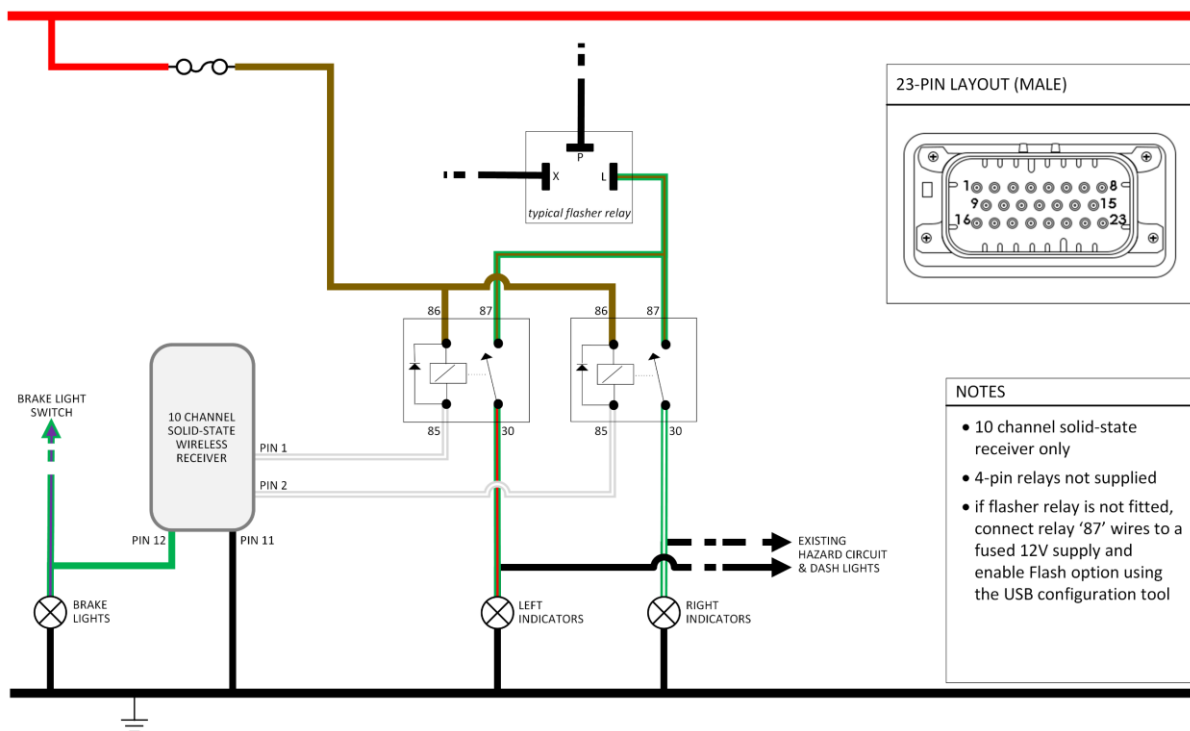 23-PIN LAYOUT (MALE)
1
8
9
15
16
23
P
X
L
typical flasher relay
86
87
86
87
85
30
85
30
BRAKE LIGHT
SWITCH
10 CHANNEL
SOLID-STATE
WIRELESS
RECEIVER
PIN 1
PIN 2
PIN 12
PIN 11
BRAKE
LIGHTS
LEFT
INDICATORS
RIGHT
INDICATORS
EXISTING
HAZARD CIRCUIT
& DASH LIGHTS
NOTES
• 10 channel solid-state
receiver only
• 4-pin relays not supplied
• if flasher relay is not fitted,
connect relay ‘87’ wires to a
fused 12V supply and
enable Flash option using
the USB configuration tool